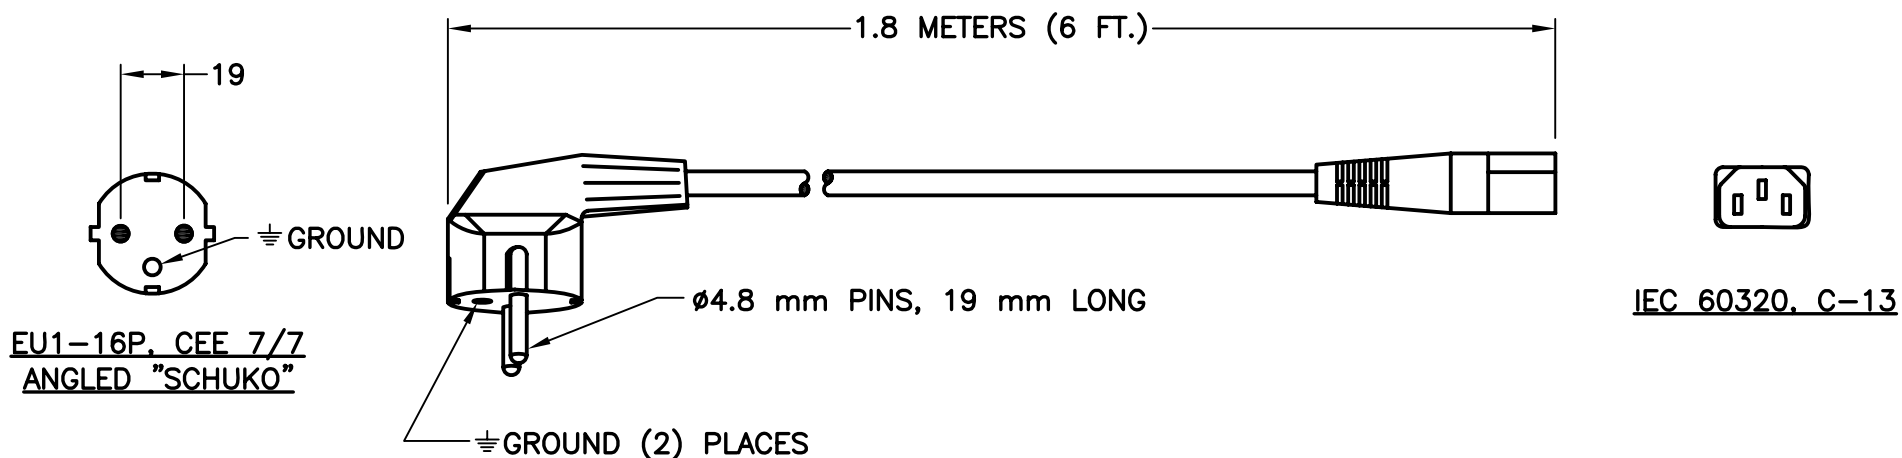 1.8 METERS (6 FT.)
19
⏚ GROUND
ø4.8 mm PINS, 19 mm LONG
IEC 60320, C-13
EU1-16P, CEE 7/7
ANGLED "SCHUKO"
⏚ GROUND (2) PLACES